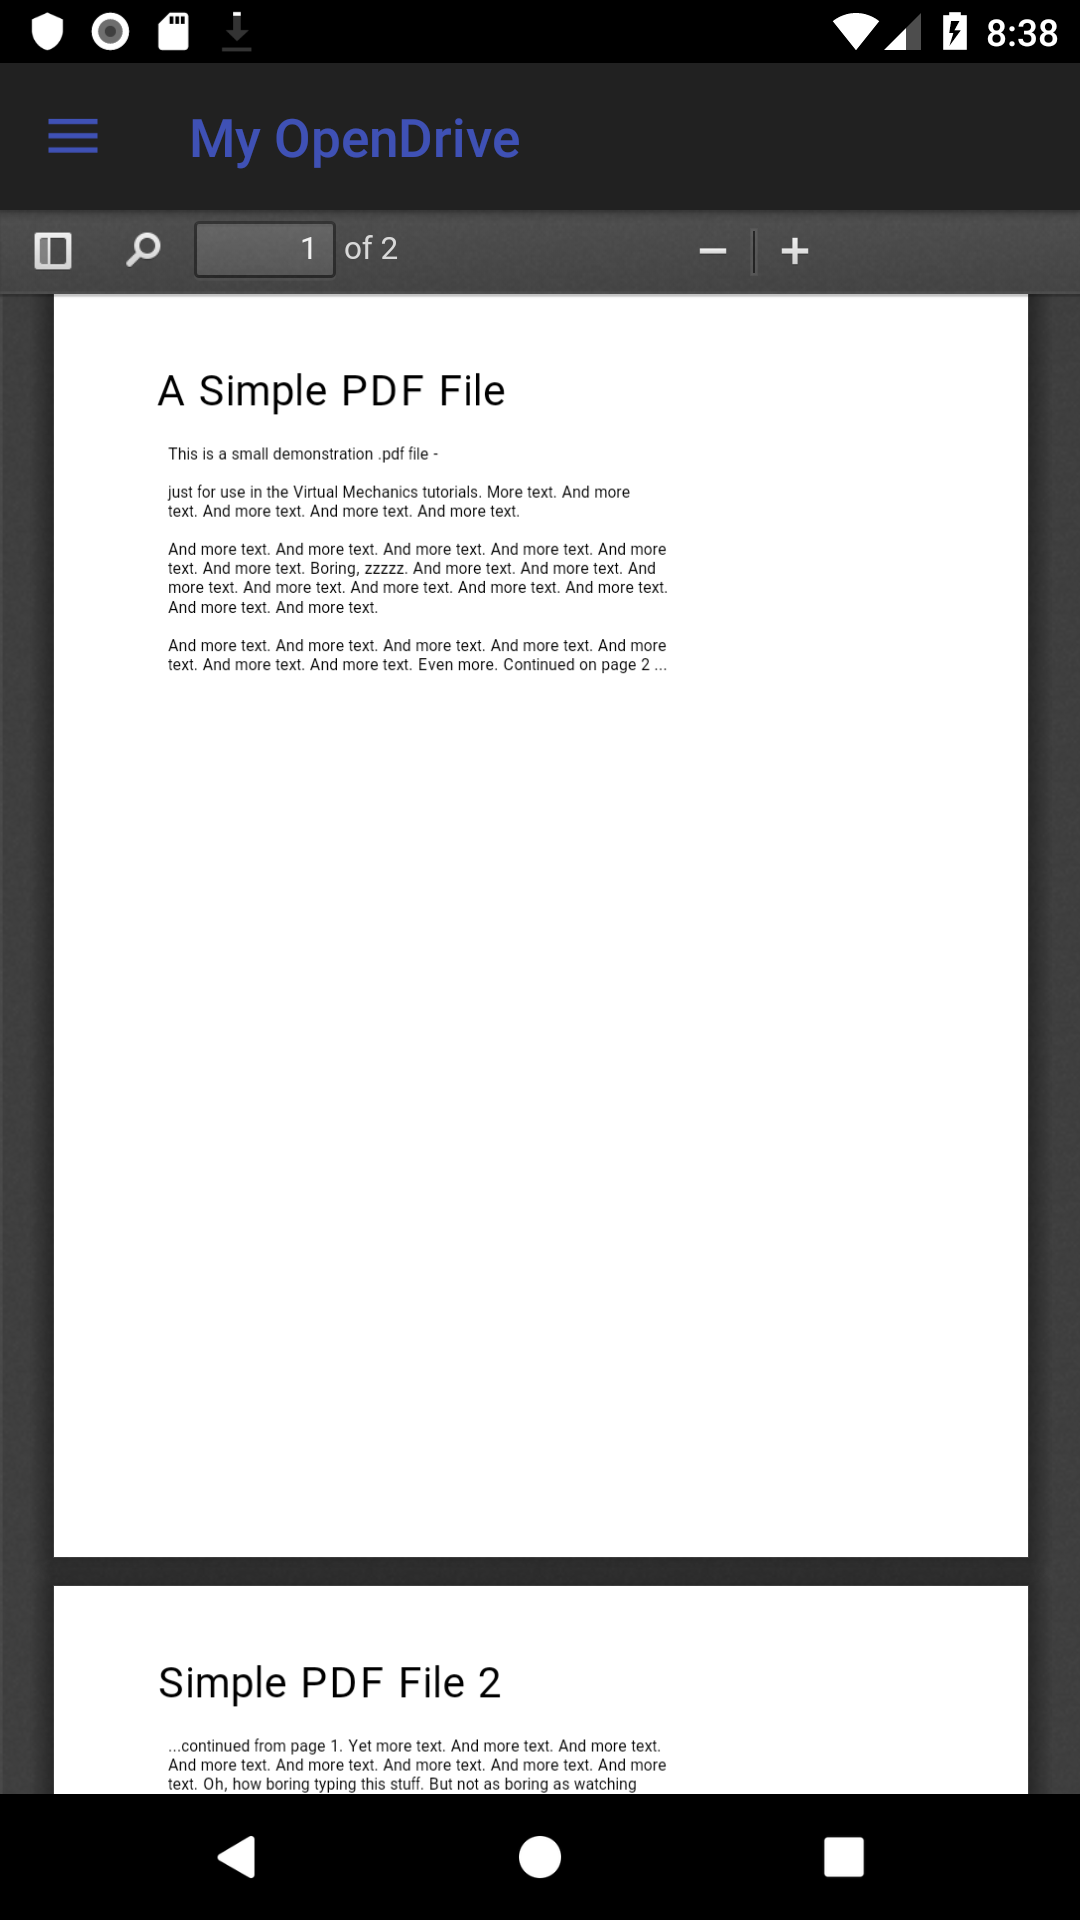 8:38
My OpenDrive
1 of 2
A Simple PDF File
This is a small demonstration .pdf file -
just for use in the Virtual Mechanics tutorials. More text. And more
text. And more text. And more text. And more text.
And more text. And more text. And more text. And more text. And more
text. And more text. Boring, zzzzz. And more text. And more text. And
more text. And more text. And more text. And more text. And more text.
And more text. And more text.
And more text. And more text. And more text. And more text. And more
text. And more text. And more text. Even more. Continued on page 2 ...
Simple PDF File 2
...continued from page 1. Yet more text. And more text. And more text.
And more text. And more text. And more text. And more text. And more
text. Oh, how boring typing this stuff. But not as boring as watching